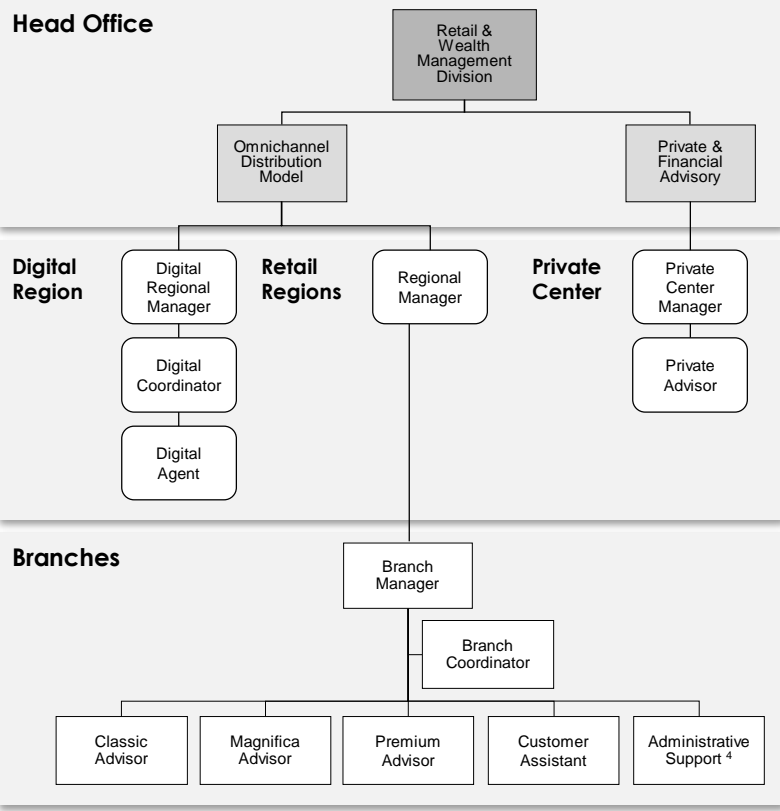 Head Office
Retail &
Wealth
Management
Division
Omnichannel
Distribution
Model
Private &
Financial
Advisory
Digital
Region
Digital
Regional
Manager
Retail
Regions
Regional
Manager
Private
Center
Private
Center
Manager
Digital
Coordinator
Private
Advisor
Digital
Agent
Branches
Branch
Manager
Branch
Coordinator
Classic
Advisor
Magnifica
Advisor
Premium
Advisor
Customer
Assistant
Administrative
Support 4